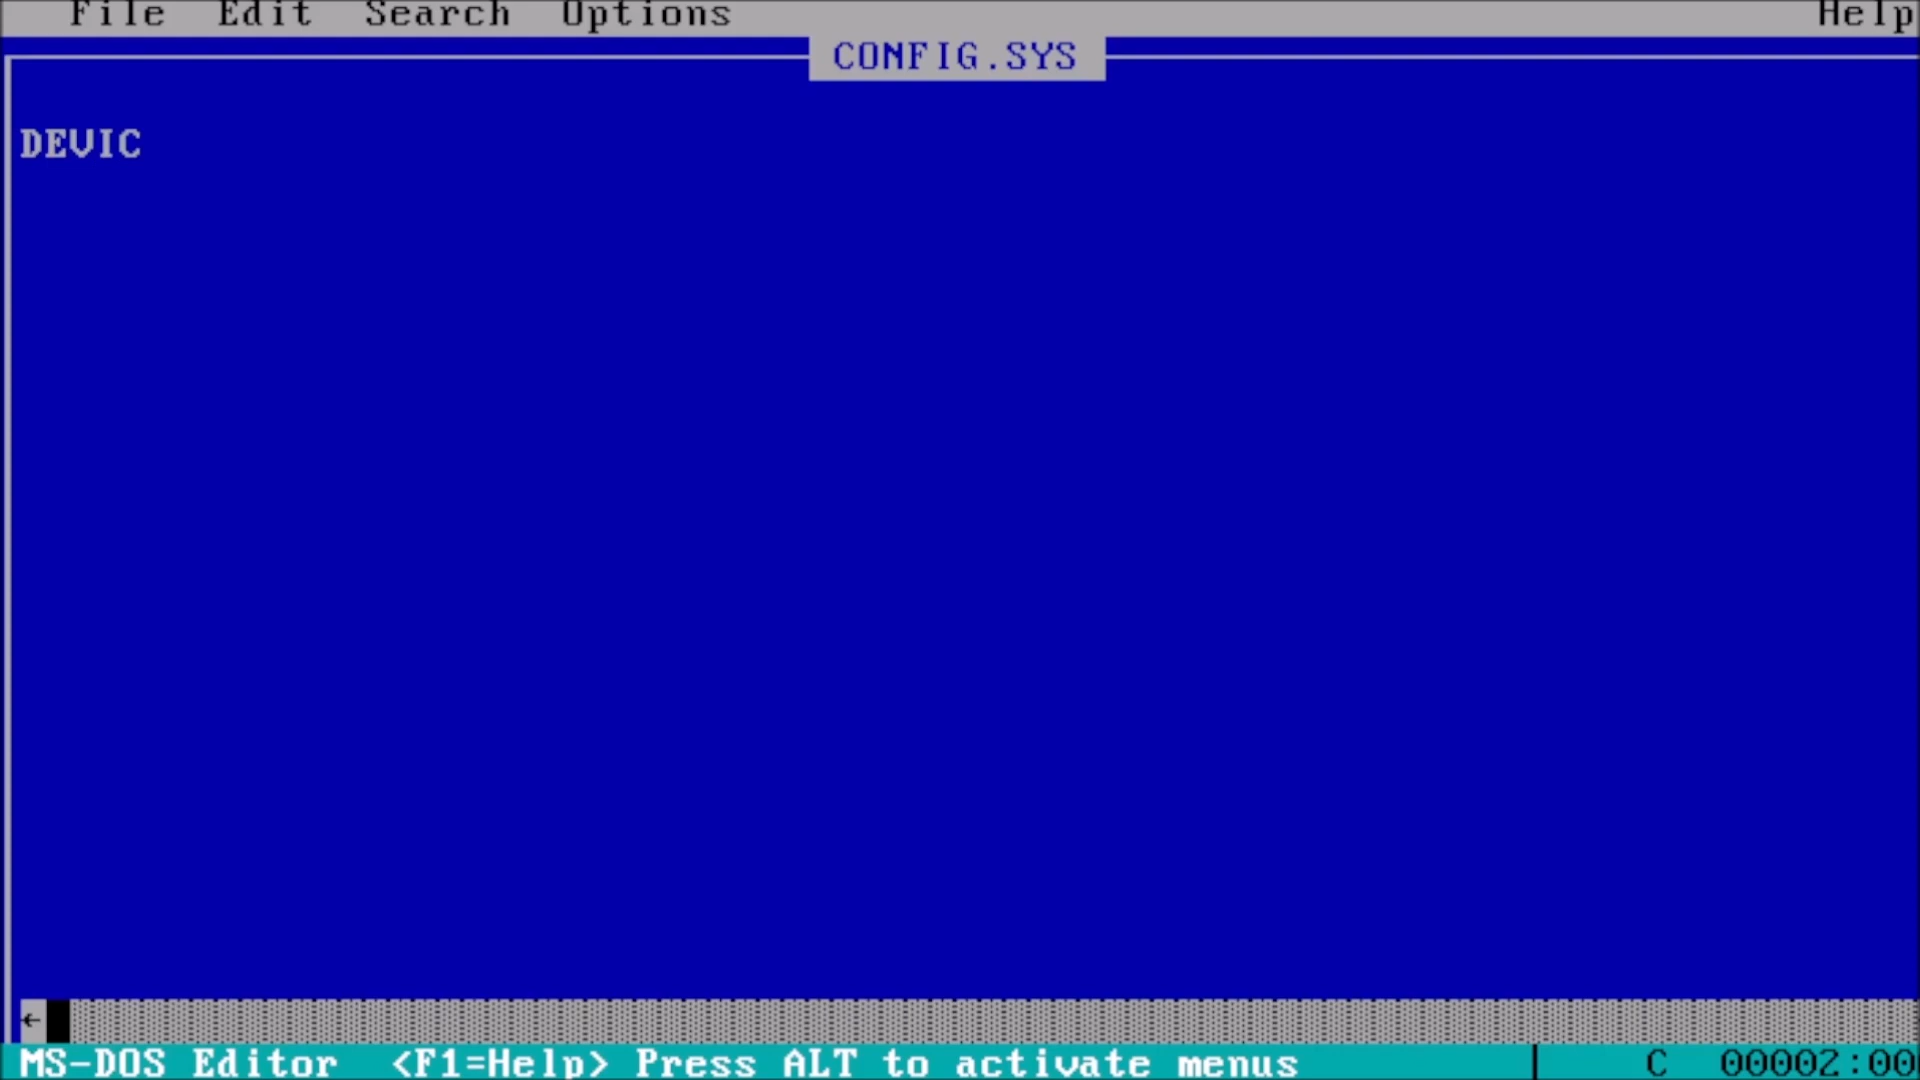 File Edit Search Options Help
CONFIG.SYS
DEVIC
←
MS-DOS Editor <F1=Help> Press ALT to activate menus C 00002:00